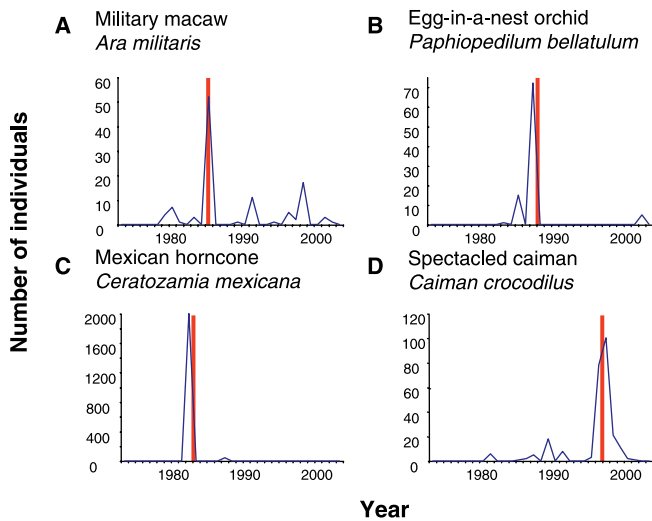 A
Military macaw
Ara militaris
60
50
40
30
20
10
0
1980 1990 2000
B
Egg-in-a-nest orchid
Paphiopedilum bellatulum
70
60
50
40
30
20
10
0
1980 1990 2000
C
Mexican horncone
Ceratozamia mexicana
2000
1600
1200
800
400
0
1980 1990 2000
D
Spectacled caiman
Caiman crocodilus
120
100
80
60
40
20
0
1980 1990 2000
Number of individuals
Year